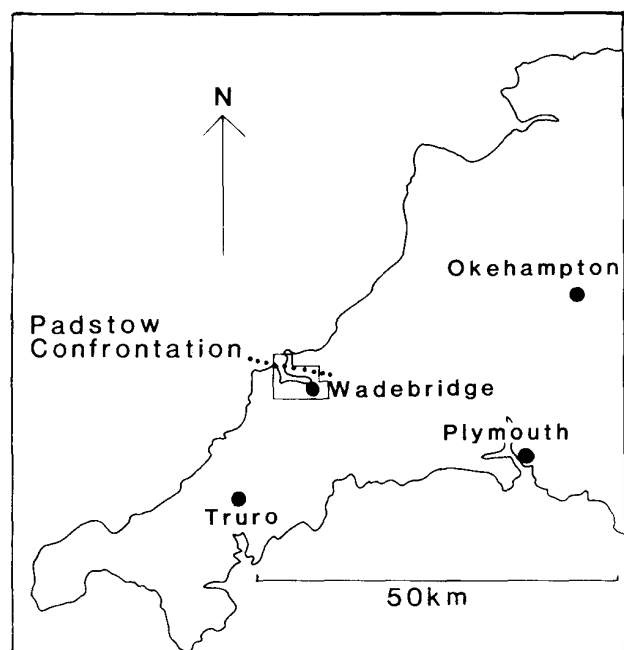 N
Okehampton
Padstow
Confrontation
Wadebridge
Plymouth
Truro
50km